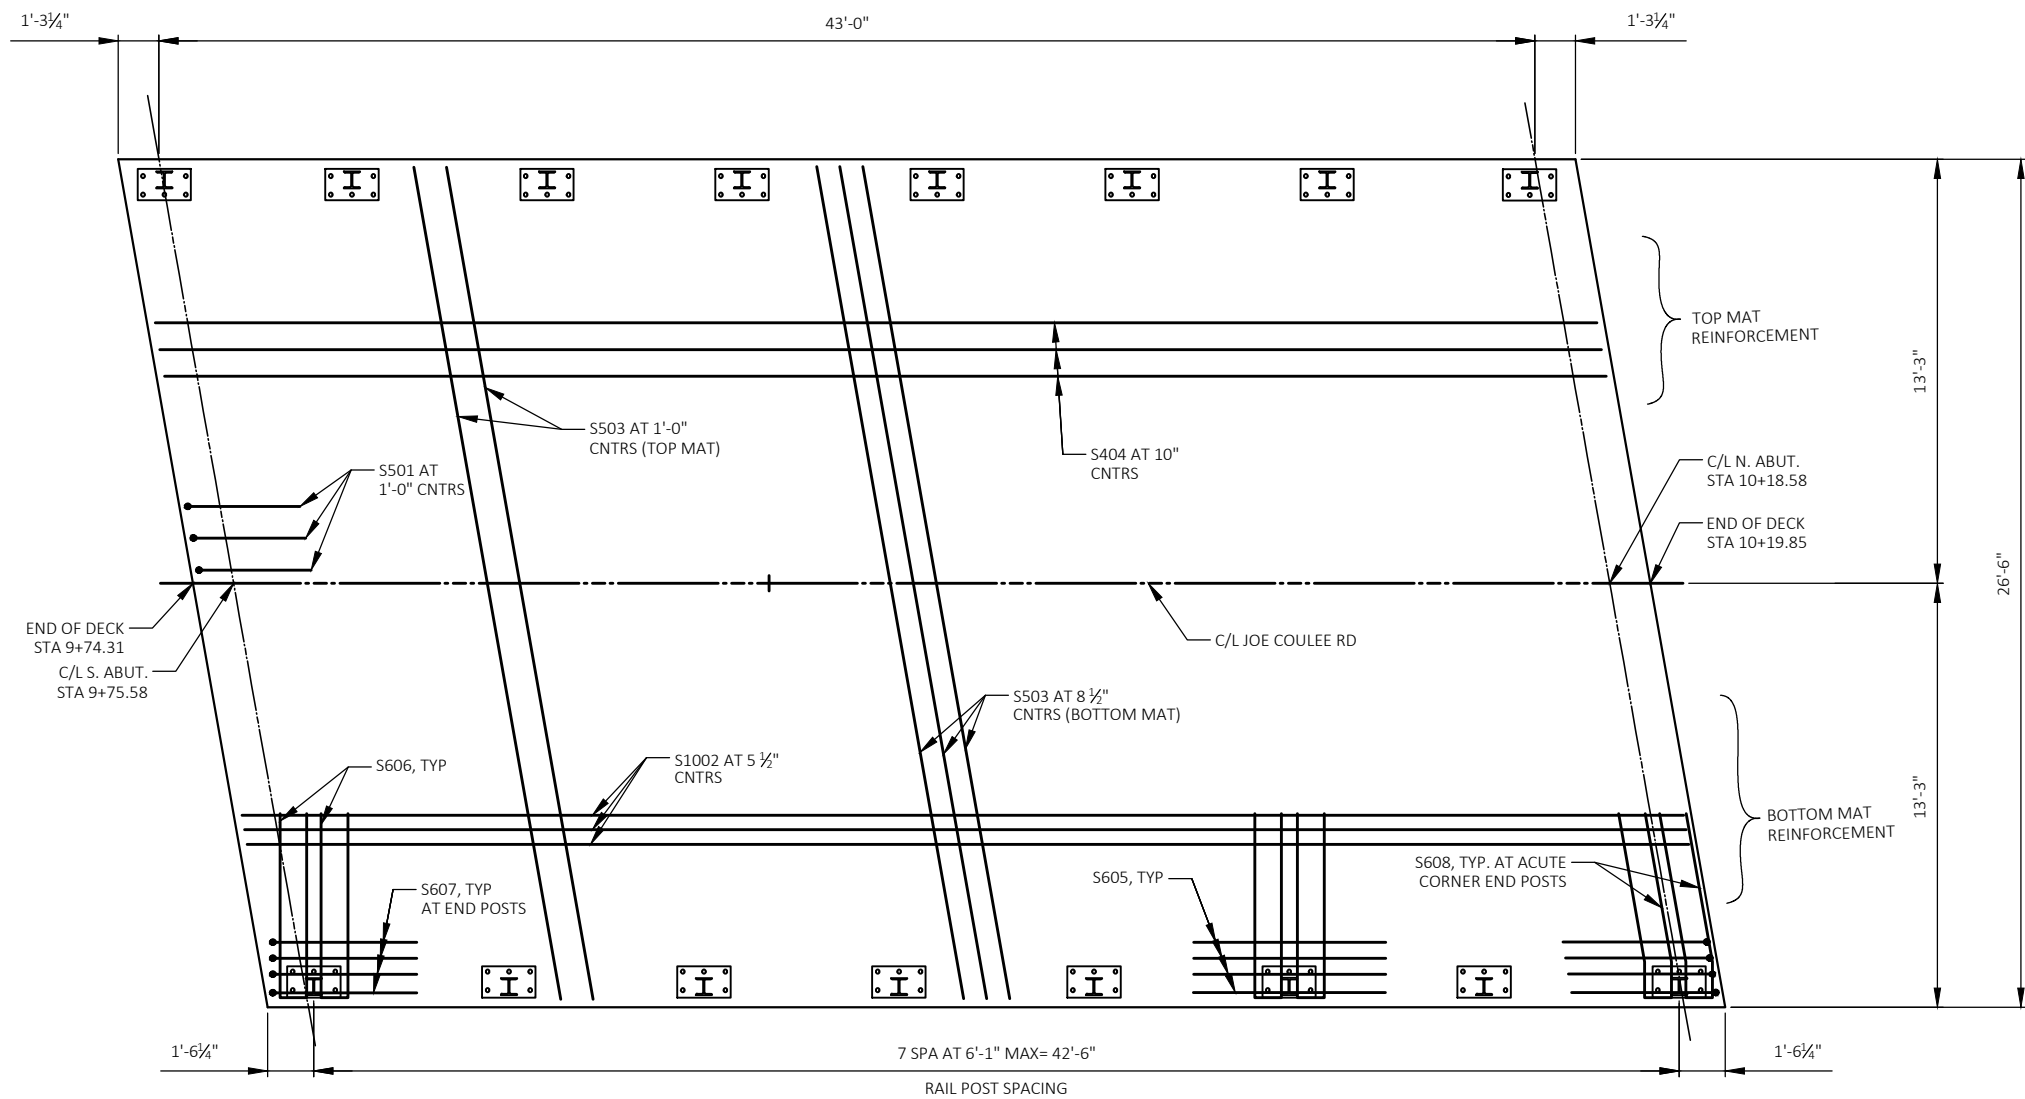 1'-3¼"
43'-0"
1'-3¼"
TOP MAT
REINFORCEMENT
13'-3"
S503 AT 1'-0"
CNTRS (TOP MAT)
S404 AT 10"
CNTRS
S501 AT
1'-0" CNTRS
C/L N. ABUT.
STA 10+18.58
END OF DECK
STA 10+19.85
26'-6"
END OF DECK
STA 9+74.31
C/L S. ABUT.
STA 9+75.58
C/L JOE COULEE RD
S503 AT 8 ½"
CNTRS (BOTTOM MAT)
S606, TYP
S1002 AT 5 ½"
CNTRS
13'-3"
BOTTOM MAT
REINFORCEMENT
S607, TYP
AT END POSTS
S605, TYP
S608, TYP. AT ACUTE
CORNER END POSTS
1'-6¼"
7 SPA AT 6'-1" MAX= 42'-6"
1'-6¼"
RAIL POST SPACING